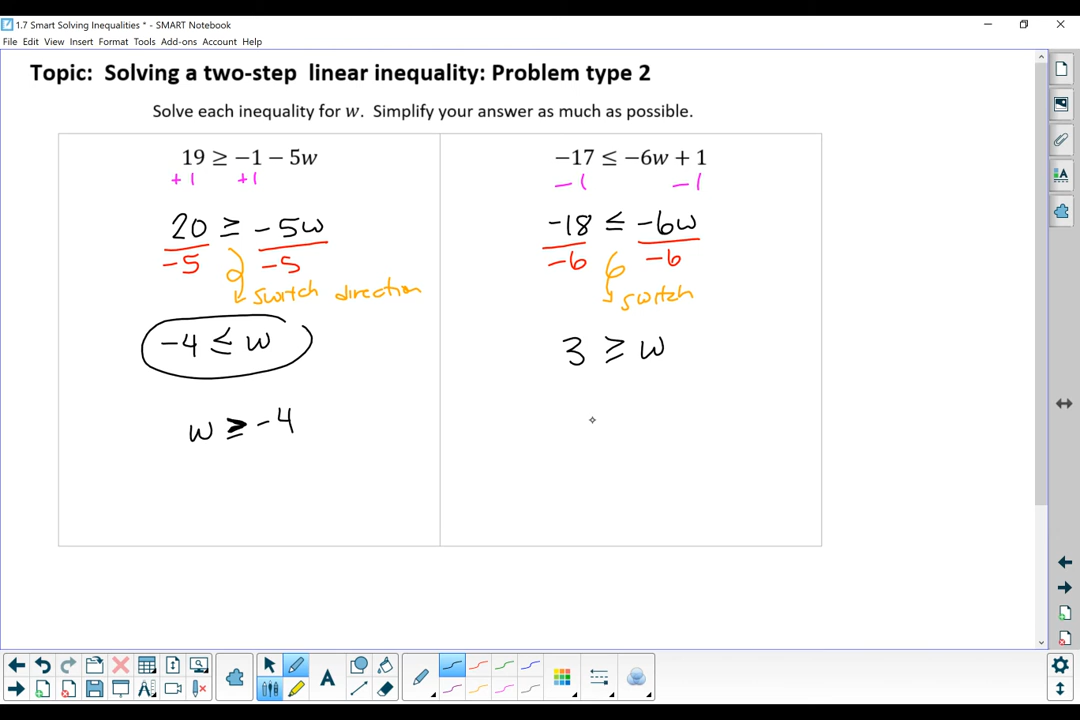 1.7 Smart Solving Inequalities * - SMART Notebook
File Edit View Insert Format Tools Add-ons Account Help
Topic: Solving a two-step linear inequality: Problem type 2
Solve each inequality for w. Simplify your answer as much as possible.
19 ≥ −1 − 5w
+1 +1
20 ≥ -5w
-5 -5
switch direction
-4 ≤ w
w ≥ -4
−17 ≤ −6w + 1
-1 -1
-18 ≤ -6w
-6 -6
switch
3 ≥ w